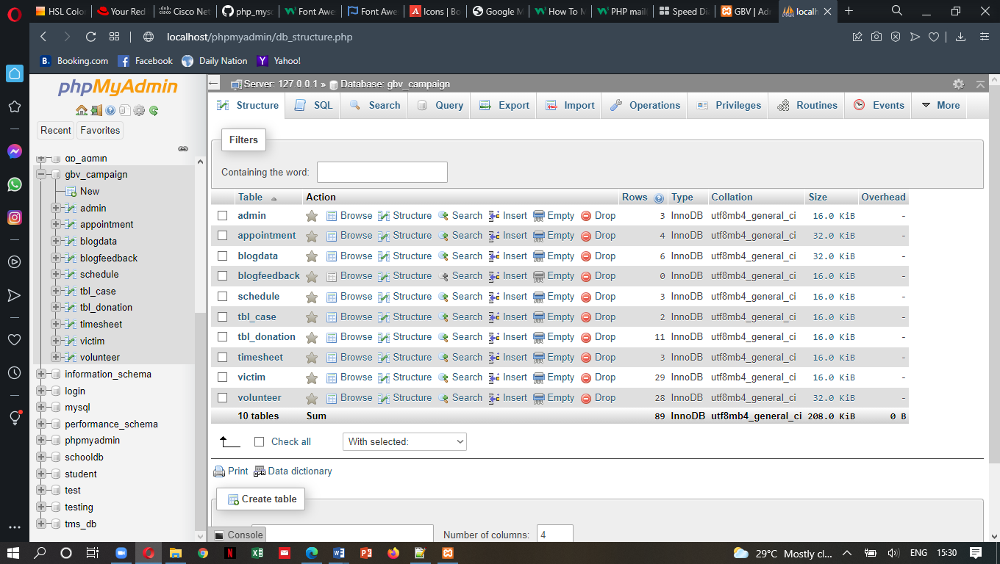 HSL Colo
Your Red
Cisco Net
php_mysq
Font Awe
Font Awe
Icons | Bo
Google M
How To M
PHP mail
Speed Di
GBV | Adn
localh
localhost/phpmyadmin/db_structure.php
Booking.com Facebook Daily Nation Yahoo!
phpMyAdmin
Recent Favorites
db_admin
gbv_campaign
New
admin
appointment
blogdata
blogfeedback
schedule
tbl_case
tbl_donation
timesheet
victim
volunteer
information_schema
login
mysql
performance_schema
phpmyadmin
schooldb
student
test
testing
tms_db
Server: 127.0.0.1 » Database: gbv_campaign
Structure SQL Search Query Export Import Operations Privileges Routines Events More
Filters
Containing the word:
Table Action Rows Type Collation Size Overhead
admin Browse Structure Search Insert Empty Drop 3 InnoDB utf8mb4_general_ci 16.0 KiB -
appointment Browse Structure Search Insert Empty Drop 4 InnoDB utf8mb4_general_ci 32.0 KiB -
blogdata Browse Structure Search Insert Empty Drop 6 InnoDB utf8mb4_general_ci 32.0 KiB -
blogfeedback Browse Structure Search Insert Empty Drop 0 InnoDB utf8mb4_general_ci 16.0 KiB -
schedule Browse Structure Search Insert Empty Drop 3 InnoDB utf8mb4_general_ci 16.0 KiB -
tbl_case Browse Structure Search Insert Empty Drop 2 InnoDB utf8mb4_general_ci 16.0 KiB -
tbl_donation Browse Structure Search Insert Empty Drop 11 InnoDB utf8mb4_general_ci 16.0 KiB -
timesheet Browse Structure Search Insert Empty Drop 3 InnoDB utf8mb4_general_ci 16.0 KiB -
victim Browse Structure Search Insert Empty Drop 29 InnoDB utf8mb4_general_ci 16.0 KiB -
volunteer Browse Structure Search Insert Empty Drop 28 InnoDB utf8mb4_general_ci 32.0 KiB -
10 tables Sum 89 InnoDB utf8mb4_general_ci 208.0 KiB 0 B
Check all With selected:
Print Data dictionary
Create table
Console Number of columns: 4
29°C Mostly cl... ENG 15:30